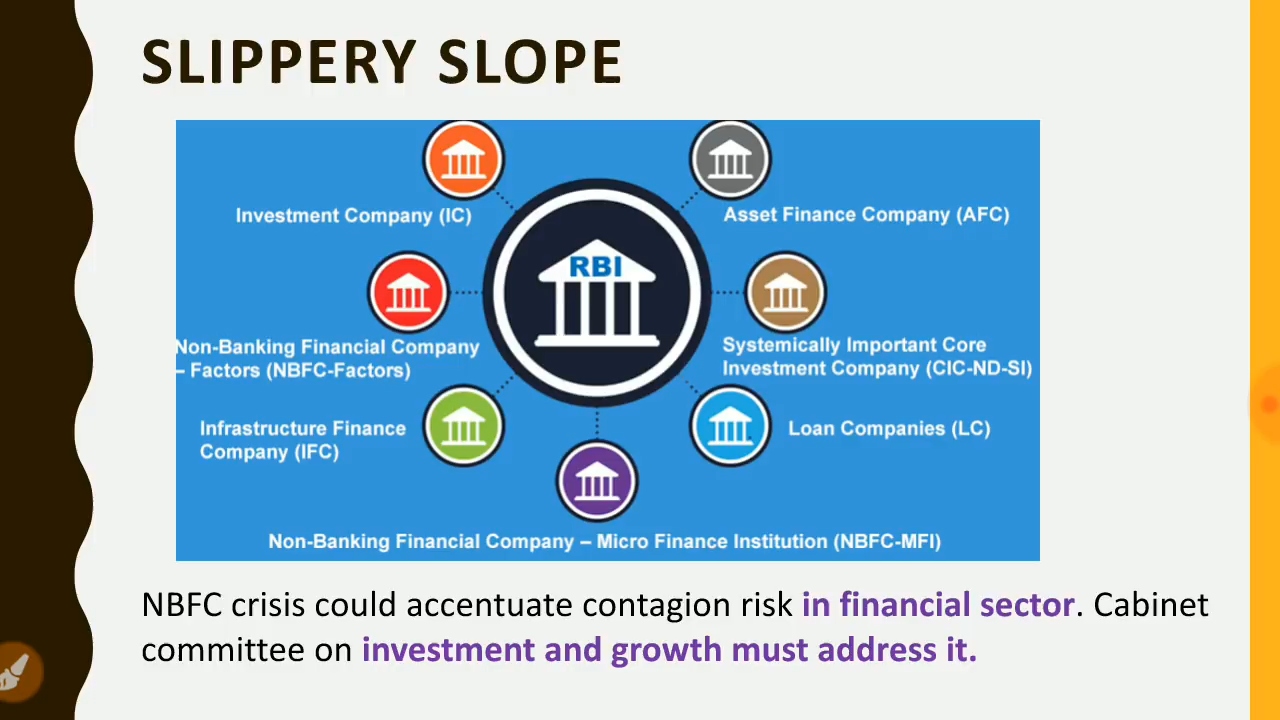 SLIPPERY SLOPE
Investment Company (IC)
Asset Finance Company (AFC)
RBI
Non-Banking Financial Company
– Factors (NBFC-Factors)
Systemically Important Core
Investment Company (CIC-ND-SI)
Infrastructure Finance
Company (IFC)
Loan Companies (LC)
Non-Banking Financial Company – Micro Finance Institution (NBFC-MFI)
NBFC crisis could accentuate contagion risk in financial sector. Cabinet
committee on investment and growth must address it.